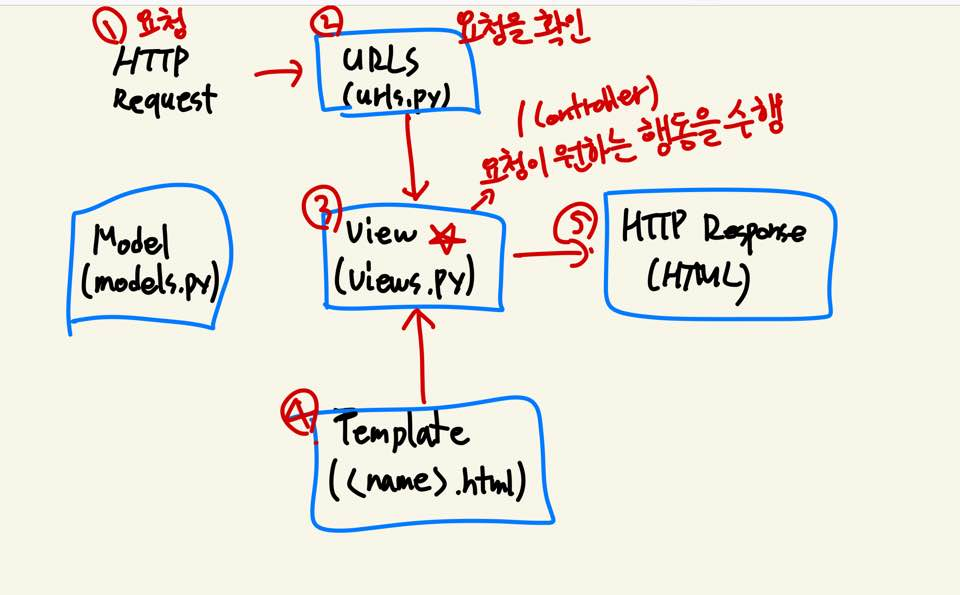 ① 요청
HTTP
Request
②
URLS
(urls.py)
요청을 확인
(Controller)
요청이 원하는 행동을 수행
Model
(models.py)
③
View
(views.py)
⑤
HTTP Response
(HTML)
④
Template
(<name>.html)